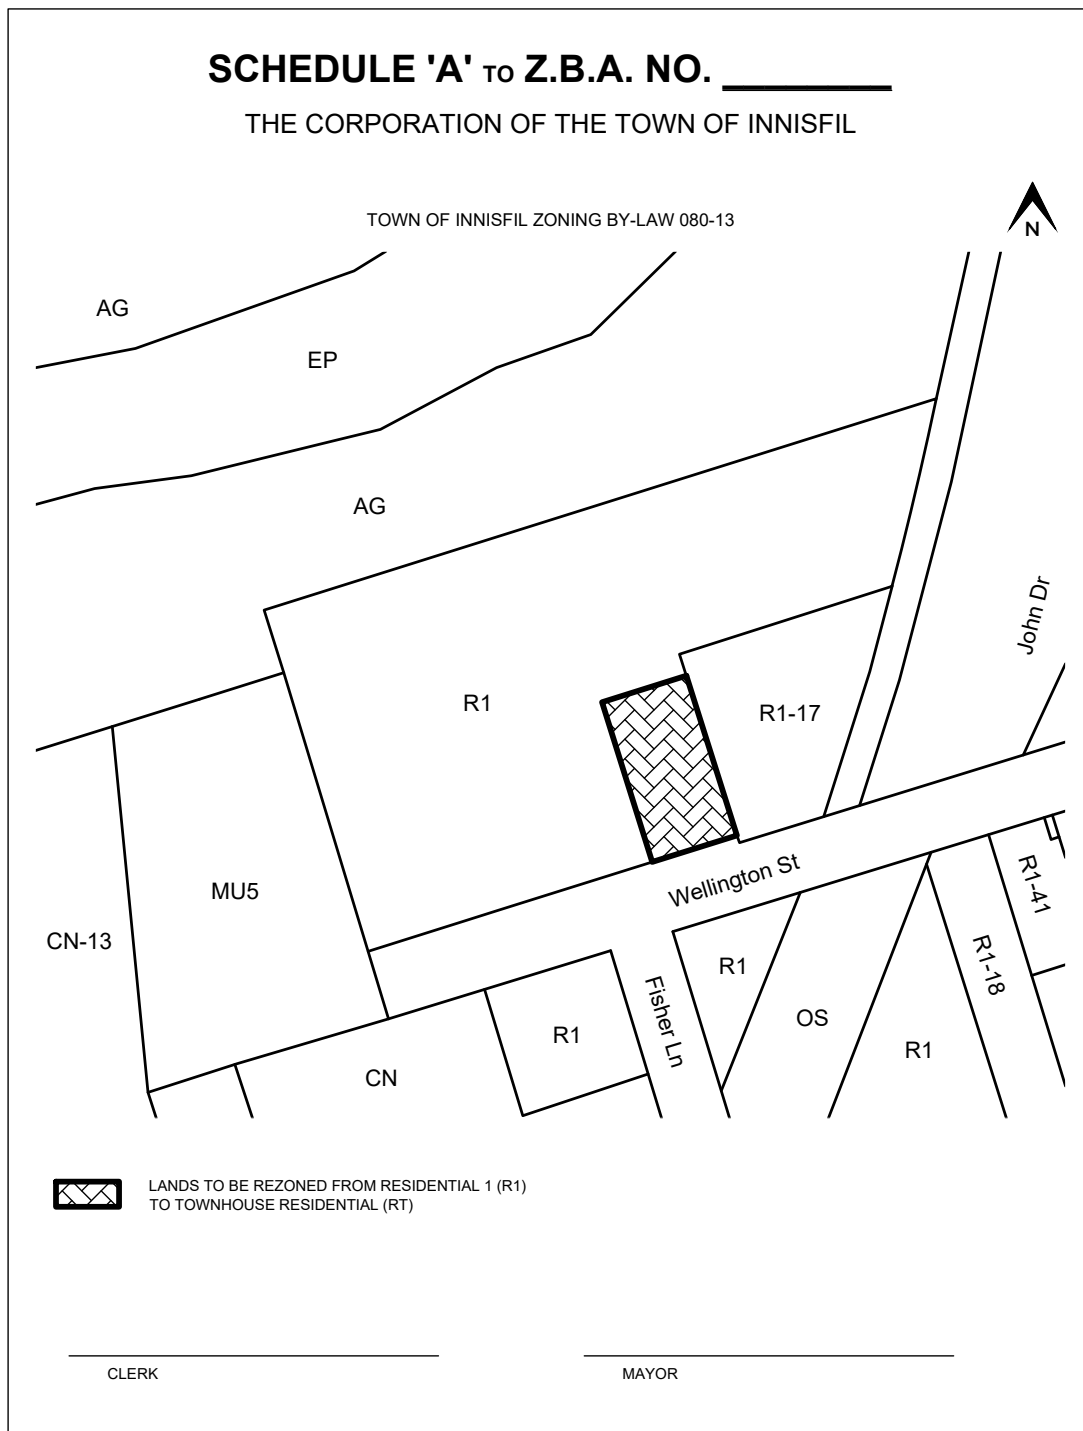 SCHEDULE 'A' TO Z.B.A. NO. ________
THE CORPORATION OF THE TOWN OF INNISFIL
TOWN OF INNISFIL ZONING BY-LAW 080-13
N
AG
EP
AG
John Dr
R1
R1-17
Wellington St
MU5
R1-41
CN-13
R1
R1-18
Fisher Ln
OS
R1
R1
CN
LANDS TO BE REZONED FROM RESIDENTIAL 1 (R1)
TO TOWNHOUSE RESIDENTIAL (RT)
CLERK
MAYOR